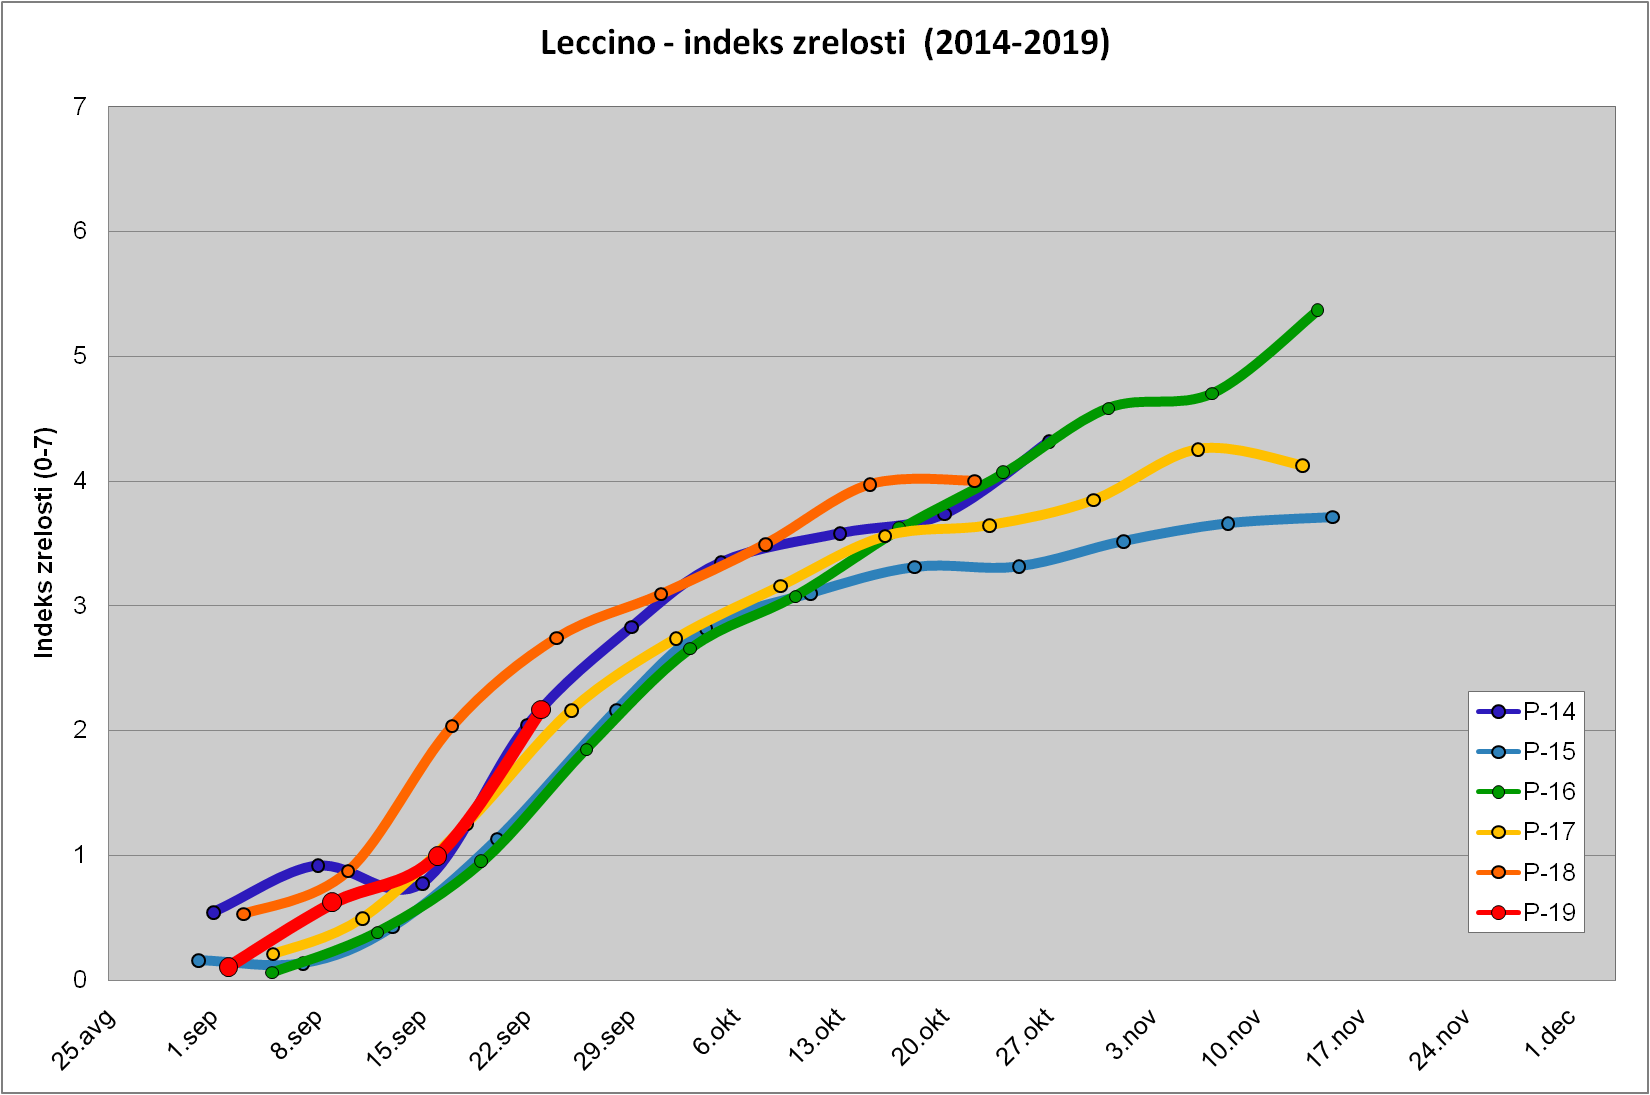 Leccino - indeks zrelosti  (2014-2019)
Indeks zrelosti (0-7)
7
6
5
4
3
2
1
0
25.avg
1.sep
8.sep
15.sep
22.sep
29.sep
6.okt
13.okt
20.okt
27.okt
3.nov
10.nov
17.nov
24.nov
1.dec
P-14
P-15
P-16
P-17
P-18
P-19